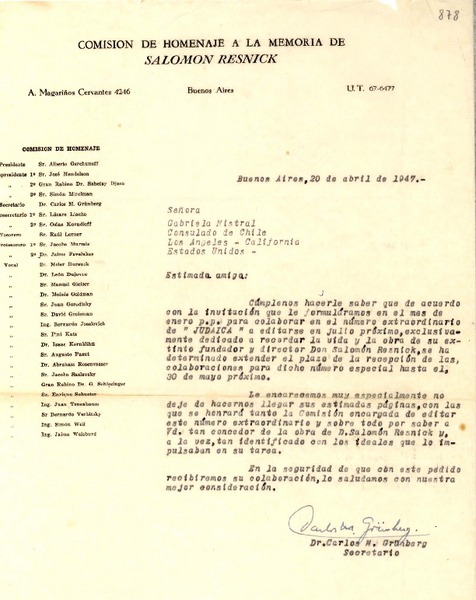 878
COMISION DE HOMENAJE A LA MEMORIA DE
SALOMON RESNICK
A. Magariños Cervantes 4246 Buenos Aires U.T. 67-6477
COMISION DE HOMENAJE
Presidente Sr. Alberto Gerchunoff
Vicepresidente 1º Sr. José Mendelson
„ 2º Gran Rabino Dr. Sabetay Djaen
„ 3º Sr. Simón Mirelman
Secretario Dr. Carlos M. Grünberg
Prosecretario 1º Sr. Lázaro Liacho
„ 2º Sr. Odas Korndioff
Tesorero Sr. Raúl Lerner
Protesorero 1º Sr. Jacobo Murmis
„ 2º Dr. Jaime Favelukes
Vocal Sr. Meier Bursuck
„ Dr. León Dujovne
„ Sr. Manuel Gleizer
„ Dr. Moisés Goldman
„ Sr. Juan Gorodisky
„ Sr. David Groisman
„ Ing. Bernardo Joselevich
„ Sr. Pini Katz
„ Dr. Isaac Kornblihtt
„ Sr. Augusto Fanst
„ Dr. Abraham Rosenvasser
„ Sr. Jacobo Saslavsky
Gran Rabino Dr. G. Schlesinger
Sr. Enrique Schuster
„ Ing. Juan Tenembaum
„ Sr. Bernardo Verbitsky
„ Ing. Simón Weil
„ Ing. Jaime Weisburd
Buenos Aires, 20 de abril de 1947.-
Señora
Gabriela Mistral
Consulado de Chile
Los Angeles - California
Estados Unidos -
Estimada amiga:
Cúmplenos hacerle saber que de acuerdo
con la invitación que le formuláramos en el mes de
enero p.p. para colaborar en el número extraordinario
de " JUDAICA " a editarse en julio próximo, exclusiva-
mente dedicado a recordar la vida y la obra de su ex-
tinto fundador y director Don Salomón Resnick, se ha
determinado extender el plazo de la recepción de las,
colaboraciones para dicho número especial hasta el,
30 de mayo próximo.
Le encarecemos muy especialmente no
deje de hacernos llegar sus estimadas páginas, con las
que se honrará tanto la Comisión encargada de editar
este número extraordinario y sobre todo por saber a
Vd. tan conocedor de la obra de D. Salomón Resnick y,
a la vez, tan identificado con los ideales que lo im-
pulsaban en su tarea.
En la seguridad de que con este pedido
recibiremos su colaboración, lo saludamos con nuestra
mejor consideración.
Carlos M. Grünberg.
Dr. Carlos M. Grünberg
Secretario